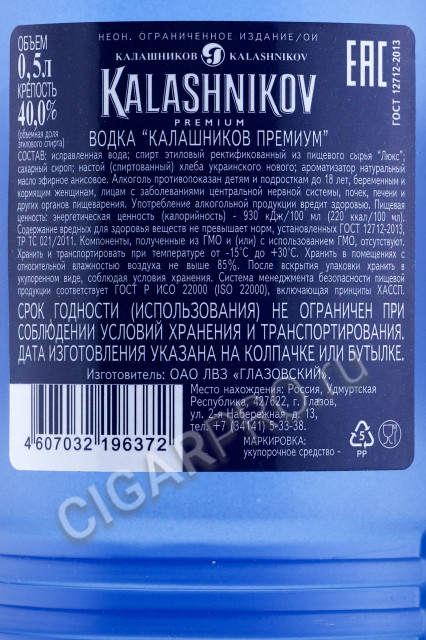 НЕОН. ОГРАНИЧЕННОЕ ИЗДАНИЕ/ОИ
ОБЪЕМ
0,5л
КРЕПОСТЬ
40,0%
(объемная доля
этилового спирта)
КАЛАШНИКОВ KALASHNIKOV
KALASHNIKOV
PREMIUM
ВОДКА "КАЛАШНИКОВ ПРЕМИУМ"
ЕАС
ГОСТ 12712-2013
СОСТАВ: исправленная вода; спирт этиловый ректификованный из пищевого сырья "Люкс";
сахарный сироп; настой (спиртованный) хлеба украинского нового; ароматизатор натуральный
масло эфирное анисовое. Алкоголь противопоказан детям и подросткам до 18 лет, беременным и
кормящим женщинам, лицам с заболеваниями центральной нервной системы, почек, печени и
других органов пищеварения. Употребление алкогольной продукции вредит здоровью. Пищевая
ценность: энергетическая ценность (калорийность) - 930 кДж/100 мл (220 ккал/100 мл).
Содержание вредных для здоровья веществ не превышает норм, установленных ГОСТ 12712-2013,
ТР ТС 021/2011. Компоненты, полученные из ГМО и (или) с использованием ГМО, отсутствуют.
Хранить и транспортировать при температуре от -15°С до +30°С. Хранить в помещениях с
относительной влажностью воздуха не выше 85%. После вскрытия упаковки хранить в
укупоренном виде, соблюдая условия хранения. Система менеджмента безопасности пищевой
продукции соответствует ГОСТ Р ИСО 22000 (ISO 22000), включающая принципы ХАССП.
СРОК ГОДНОСТИ (ИСПОЛЬЗОВАНИЯ) НЕ ОГРАНИЧЕН ПРИ
СОБЛЮДЕНИИ УСЛОВИЙ ХРАНЕНИЯ И ТРАНСПОРТИРОВАНИЯ.
ДАТА ИЗГОТОВЛЕНИЯ УКАЗАНА НА КОЛПАЧКЕ ИЛИ БУТЫЛКЕ.
Изготовитель: ОАО ЛВЗ «ГЛАЗОВСКИЙ».
Место нахождения: Россия, Удмуртская
Республика, 427622, г. Глазов,
ул. 2-я Набережная, д. 13,
тел. +7 (34141) 5-33-38.
МАРКИРОВКА:
укупорочное средство -
5
PP
4 607032 196372
CIGARPRO.ru